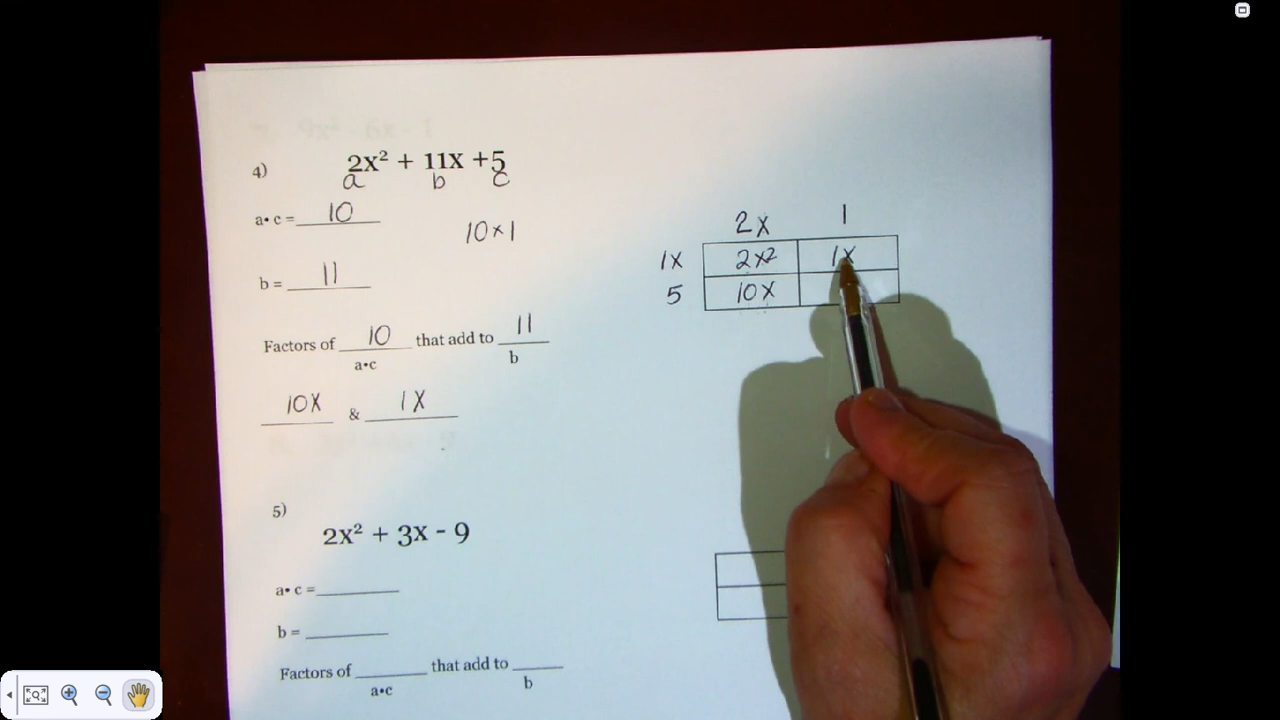 4) 2x² + 11x +5
a b c
a• c = 10
10 × 1
b = 11
Factors of 10 that add to 11
a•c b
10x & 1x
2x 1
1x 2x² 1x
5 10x
5)
2x² + 3x - 9
a• c =
b =
Factors of that add to
a•c b